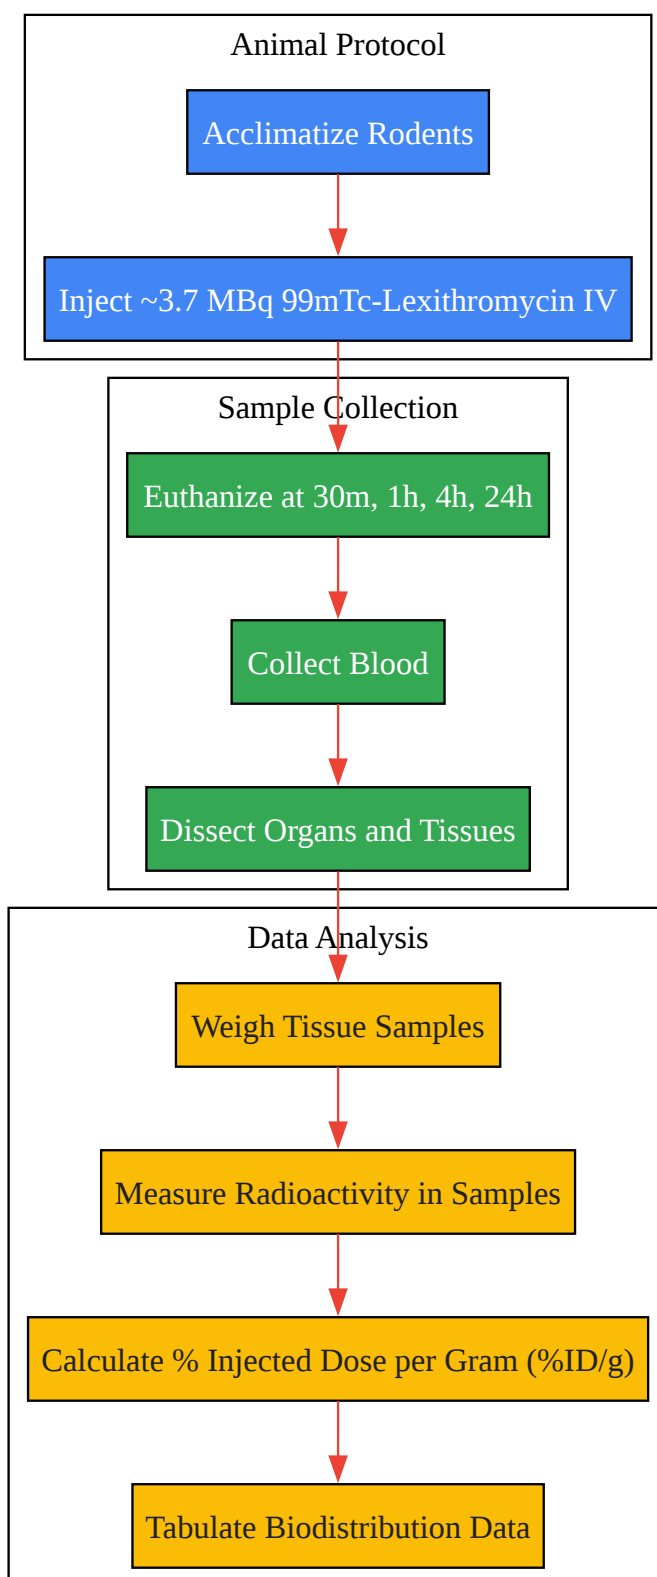 Animal Protocol
Acclimatize Rodents
Inject ~3.7 MBq 99mTc-Lexithromycin IV
Sample Collection
Euthanize at 30m, 1h, 4h, 24h
Collect Blood
Dissect Organs and Tissues
Data Analysis
Weigh Tissue Samples
Measure Radioactivity in Samples
Calculate % Injected Dose per Gram (%ID/g)
Tabulate Biodistribution Data